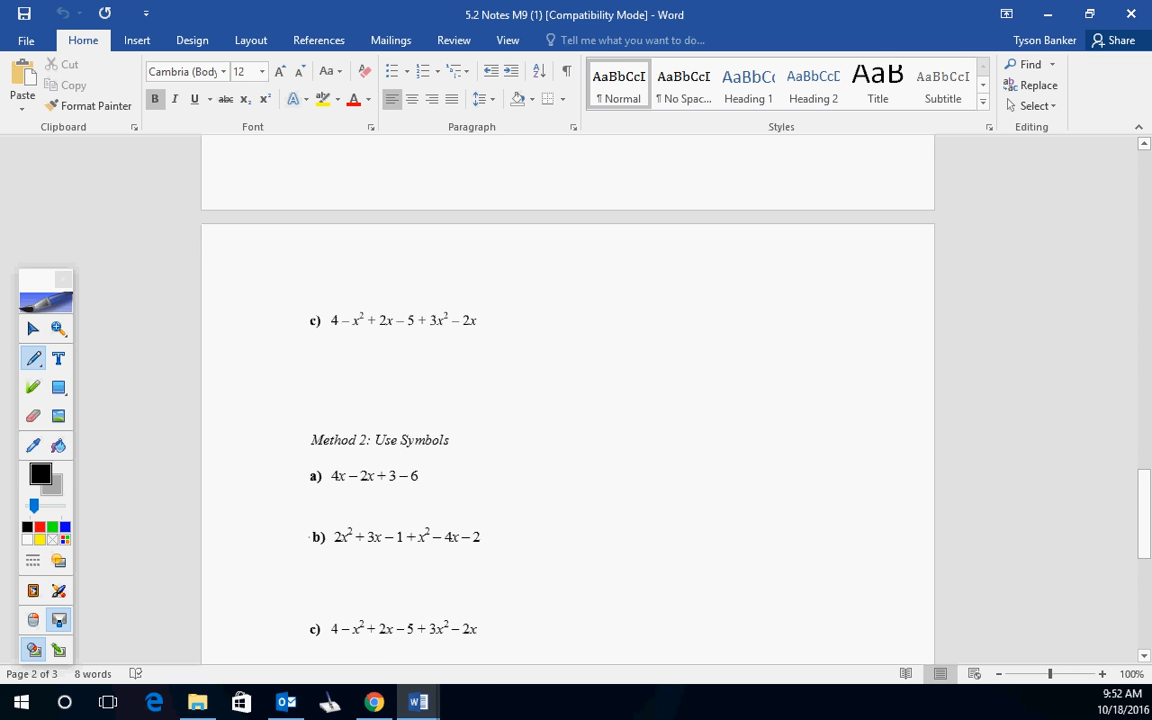 5.2 Notes M9 (1) [Compatibility Mode] - Word
File Home Insert Design Layout References Mailings Review View Tell me what you want to do... Tyson Banker Share
Paste Cut Copy Format Painter
Cambria (Body 12
AaBbCcI AaBbCcI AaBbCc AaBbCcI AaB AaBbCcI
¶ Normal ¶ No Spac... Heading 1 Heading 2 Title Subtitle
Find Replace Select
Clipboard Font Paragraph Styles Editing
c) 4 – x² + 2x – 5 + 3x² – 2x
Method 2: Use Symbols
a) 4x – 2x + 3 – 6
b) 2x² + 3x – 1 + x² – 4x – 2
c) 4 – x² + 2x – 5 + 3x² – 2x
Page 2 of 3 8 words 100%
9:52 AM
10/18/2016